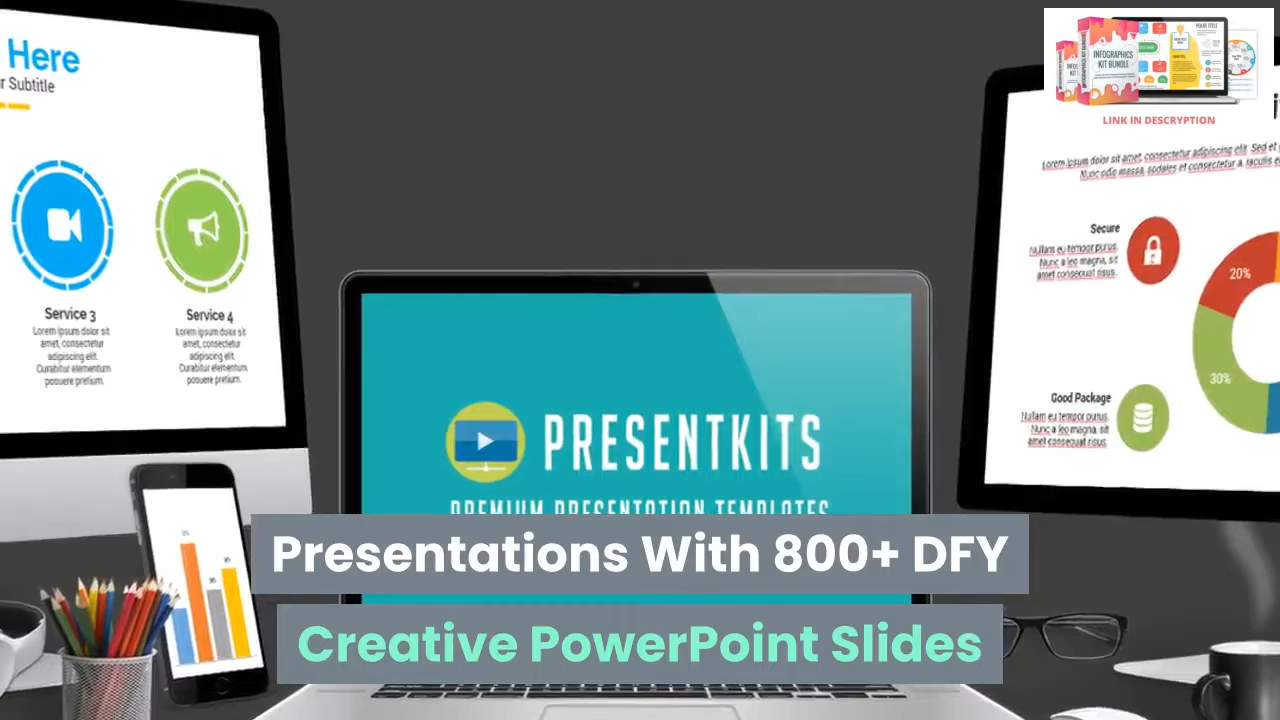 Here
r Subtitle
Service 3
Lorem ipsum dolor sit
amet, consectetur
adipiscing elit.
Curabitur elementum
posuere pretium.
Service 4
Lorem ipsum dolor sit
amet, consectetur
adipiscing elit.
Curabitur elementum
posuere pretium.
INFOGRAPHICS
KIT BUNDLE
YOUR TITLE
LINK IN DESCRYPTION
Lorem ipsum dolor sit amet, consectetur adipiscing elit. Sed et
Nunc odio massa, sodales et consectetur a, iaculis
Secure
Nullam eu tempor purus.
Nunc a leo magna, sit
amet consequat risus.
20%
30%
Good Package
Nullam eu tempor purus.
Nunc a leo magna, sit
amet consequat risus.
PRESENTKITS
PREMIUM PRESENTATION TEMPLATES
Presentations With 800+ DFY
Creative PowerPoint Slides